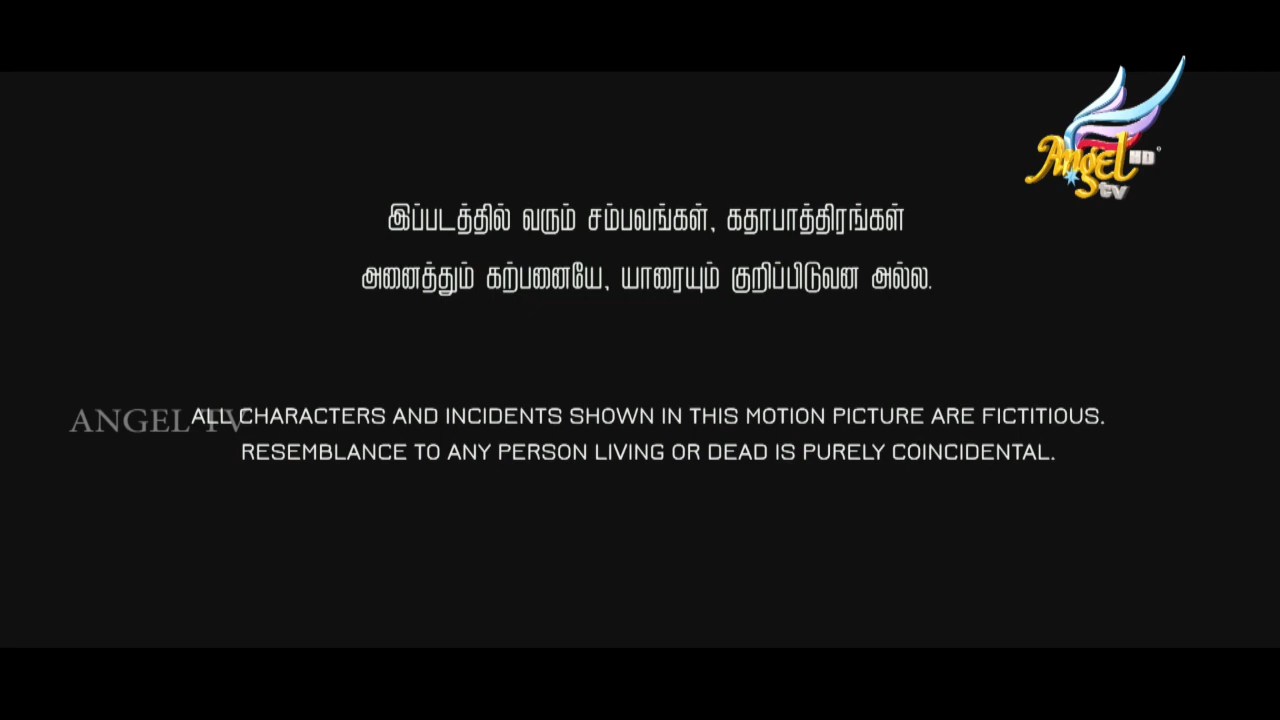 Angel HD
tv
இப்படத்தில் வரும் சம்பவங்கள், கதாபாத்திரங்கள்
அனைத்தும் கற்பனையே, யாரையும் குறிப்பிடுவன அல்ல.
ANGEL TV
ALL CHARACTERS AND INCIDENTS SHOWN IN THIS MOTION PICTURE ARE FICTITIOUS.
RESEMBLANCE TO ANY PERSON LIVING OR DEAD IS PURELY COINCIDENTAL.